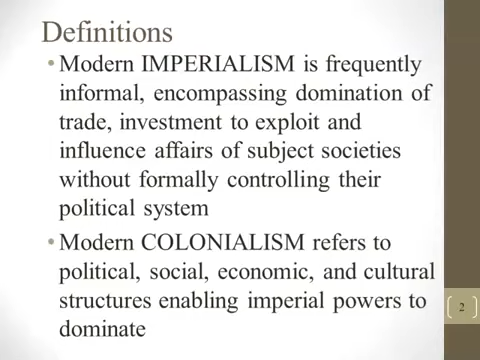 Definitions
• Modern IMPERIALISM is frequently
informal, encompassing domination of
trade, investment to exploit and
influence affairs of subject societies
without formally controlling their
political system
• Modern COLONIALISM refers to
political, social, economic, and cultural
structures enabling imperial powers to
dominate
2